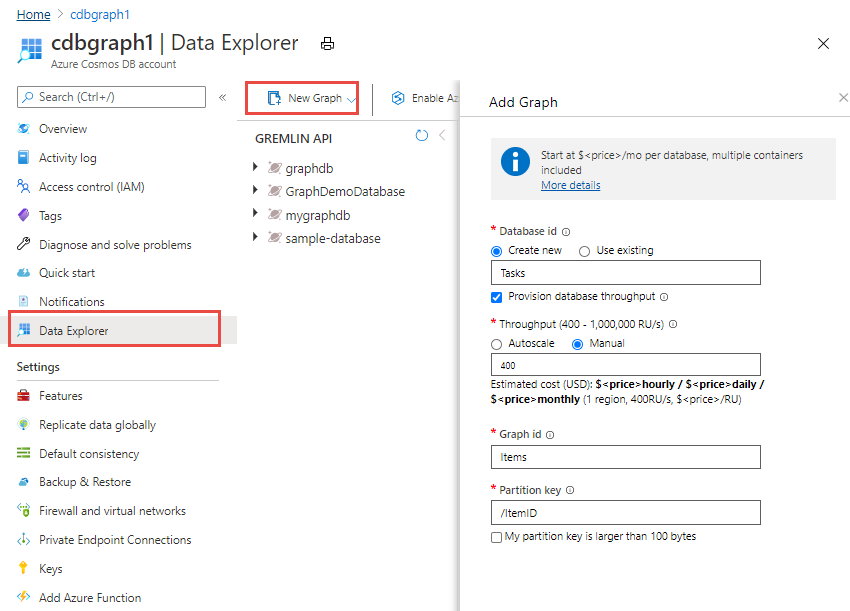 Home > cdbgraph1
cdbgraph1 | Data Explorer
Azure Cosmos DB account
Search (Ctrl+/)
«
Overview
Activity log
Access control (IAM)
Tags
Diagnose and solve problems
Quick start
Notifications
Data Explorer
Settings
Features
Replicate data globally
Default consistency
Backup & Restore
Firewall and virtual networks
Private Endpoint Connections
Keys
Add Azure Function
New Graph
Enable Az
GREMLIN API
graphdb
GraphDemoDatabase
mygraphdb
sample-database
Add Graph
Start at $<price>/mo per database, multiple containers
included
More details
* Database id
Create new Use existing
Tasks
Provision database throughput
* Throughput (400 - 1,000,000 RU/s)
Autoscale Manual
400
Estimated cost (USD): $<price>hourly / $<price>daily /
$<price>monthly (1 region, 400RU/s, $<price>/RU)
* Graph id
Items
* Partition key
/ItemID
My partition key is larger than 100 bytes